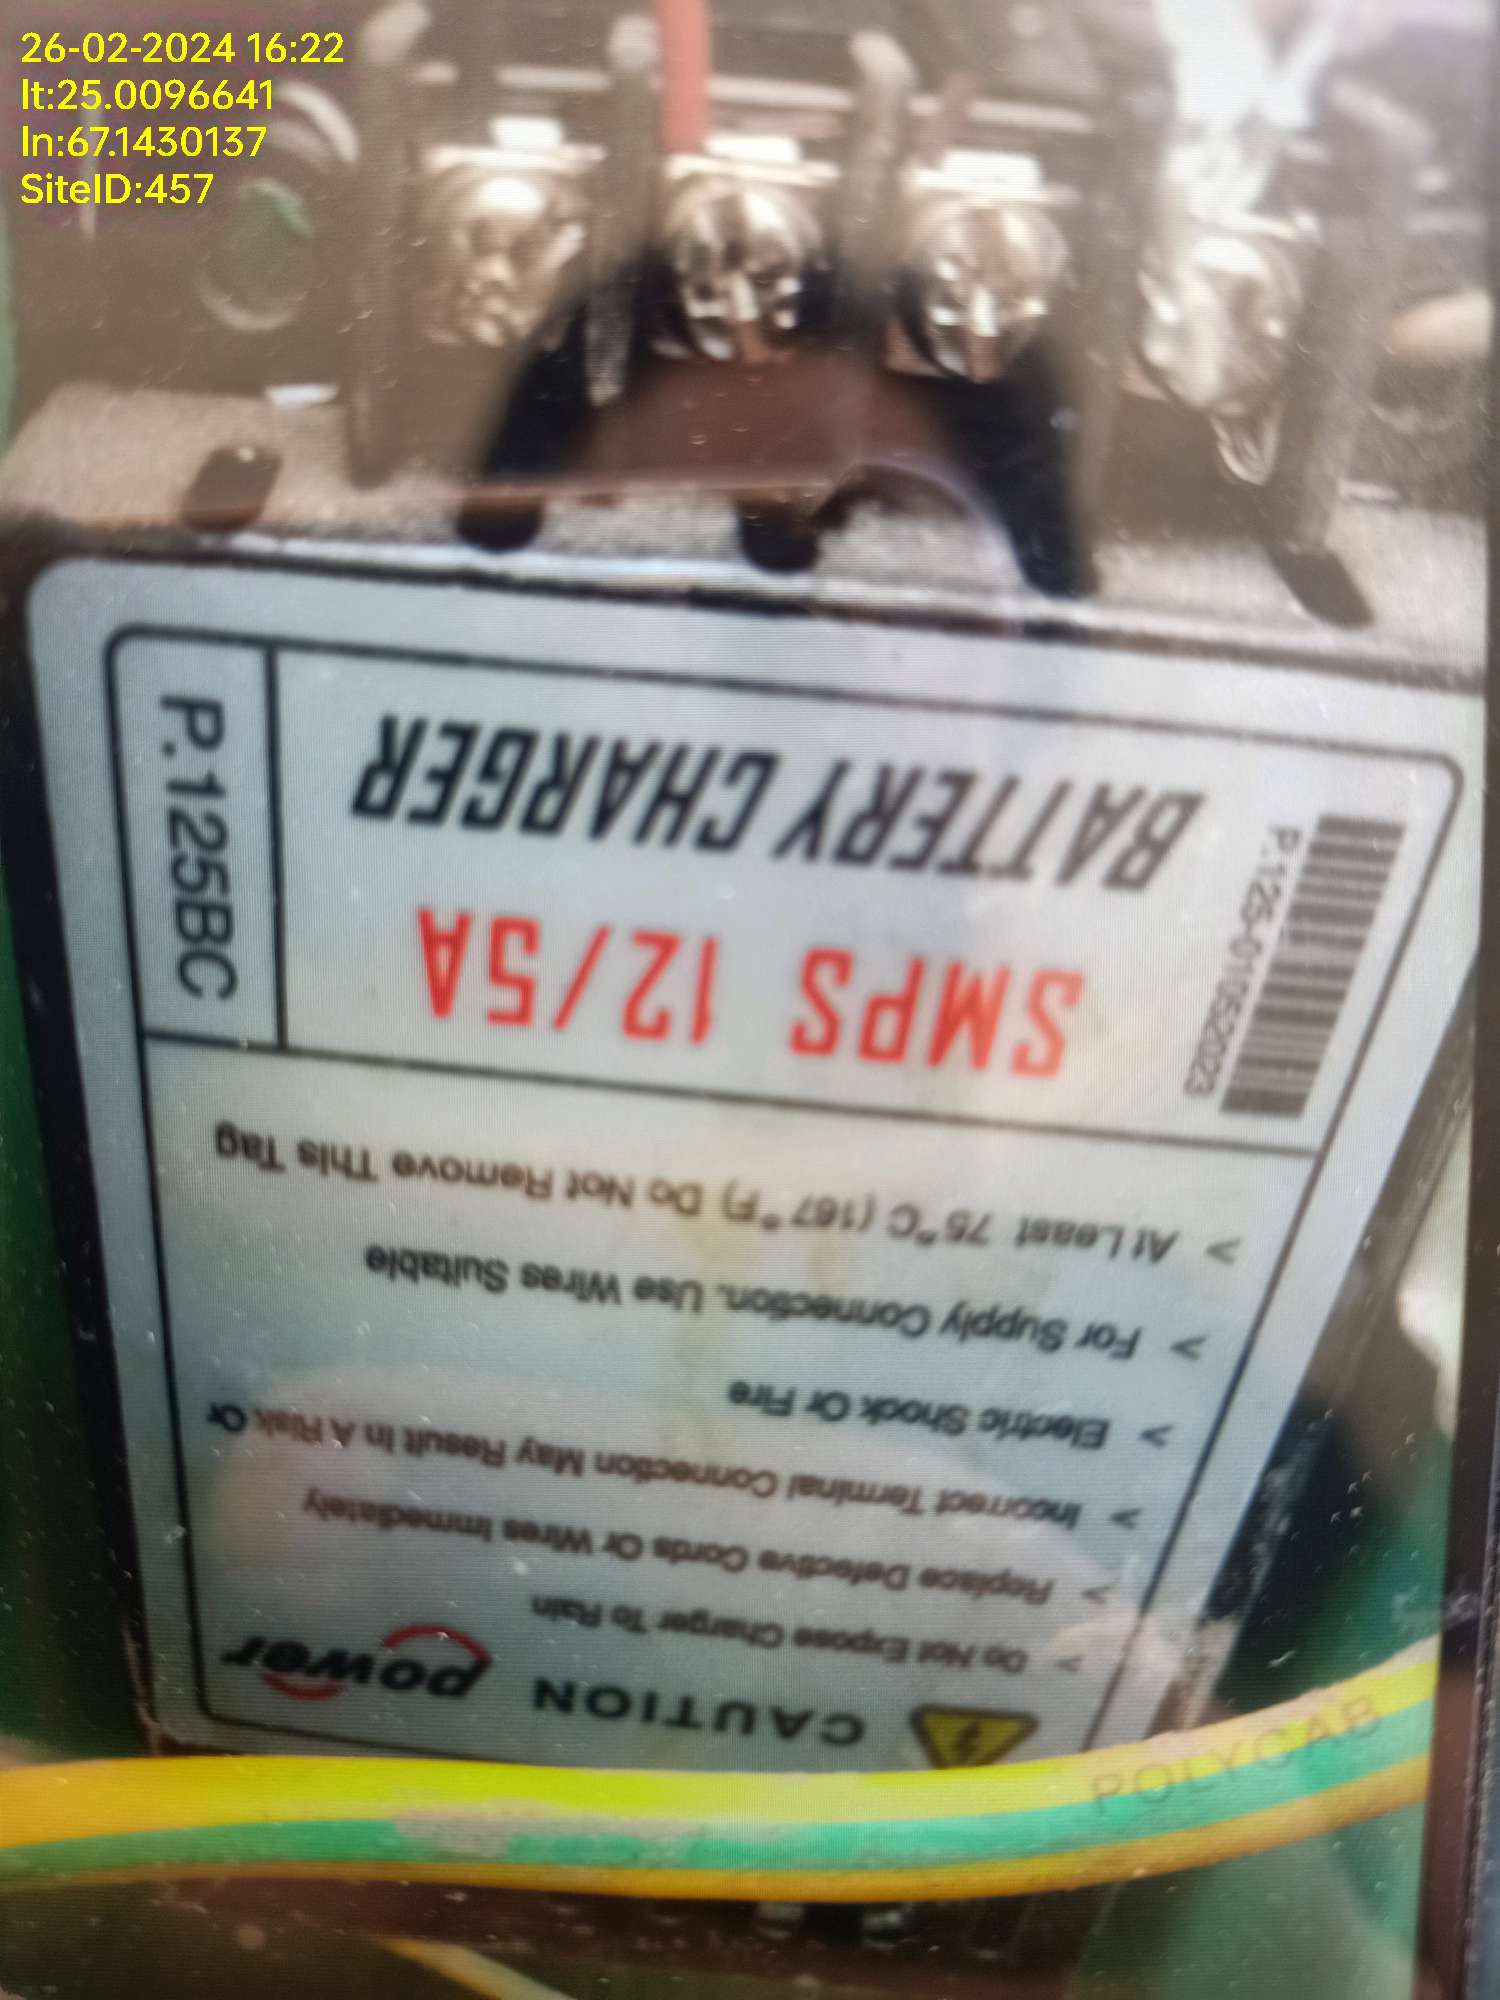 26-02-2024 16:22
lt:25.0096641
ln:67.1430137
SiteID:457
CAUTION power
> Do Not Expose Charger To Rain
> Replace Defective Cords Or Wires Immediately
> Incorrect Terminal Connection May Result In A Risk Or
> Electric Shock Or Fire
> For Supply Connection. Use Wires Suitable
> At Least 75°C (167°F) Do Not Remove This Tag
SMPS 12/5A
BATTERY CHARGER
P.125-01052023
P.125BC
POLYCAB